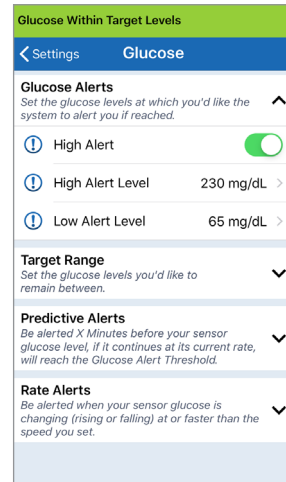 Glucose Within Target Levels
Settings Glucose
Glucose Alerts
Set the glucose levels at which you'd like the
system to alert you if reached.
High Alert
High Alert Level 230 mg/dL
Low Alert Level 65 mg/dL
Target Range
Set the glucose levels you'd like to
remain between.
Predictive Alerts
Be alerted X Minutes before your sensor
glucose level, if it continues at its current rate,
will reach the Glucose Alert Threshold.
Rate Alerts
Be alerted when your sensor glucose is
changing (rising or falling) at or faster than the
speed you set.